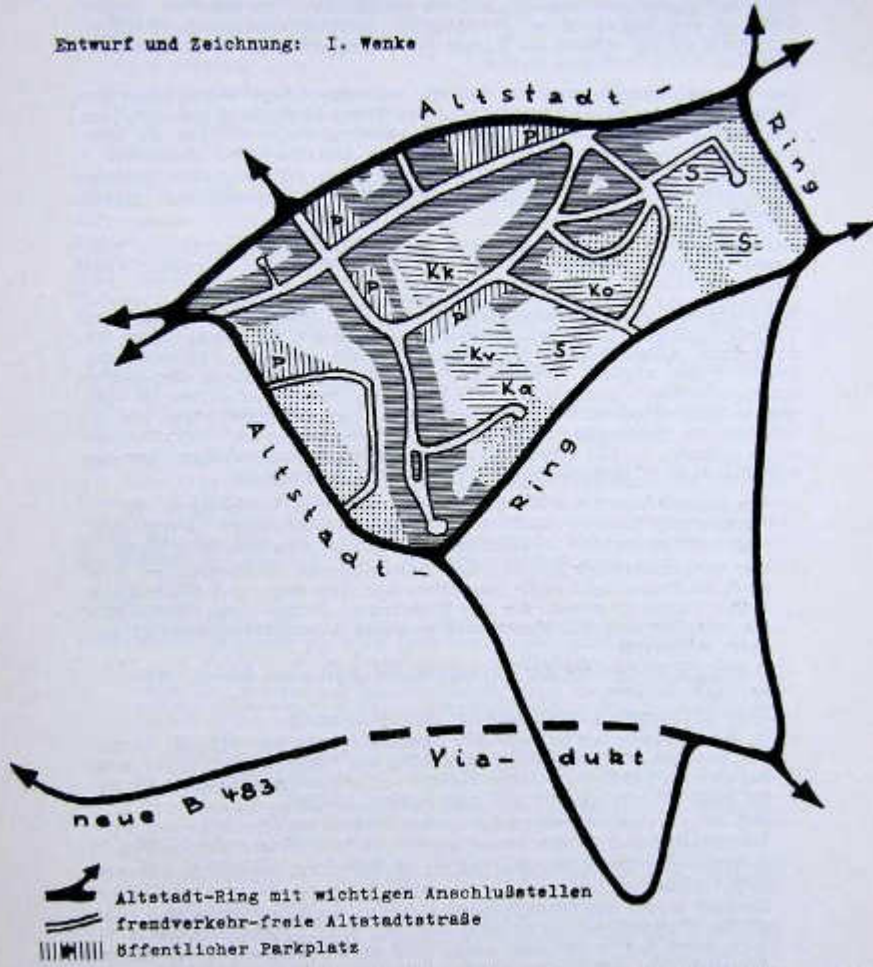 Entwurf und Zeichnung: I. Wenke
Altstadt-
Ring
P
P
S
S
Kk
P
P
Ko
P
Kv
S
Ka
Altstadt-
Ring
Via-dukt
neue B 483
Altstadt-Ring mit wichtigen Anschlußstellen
fremdverkehr-freie Altstadtstraße
P öffentlicher Parkplatz